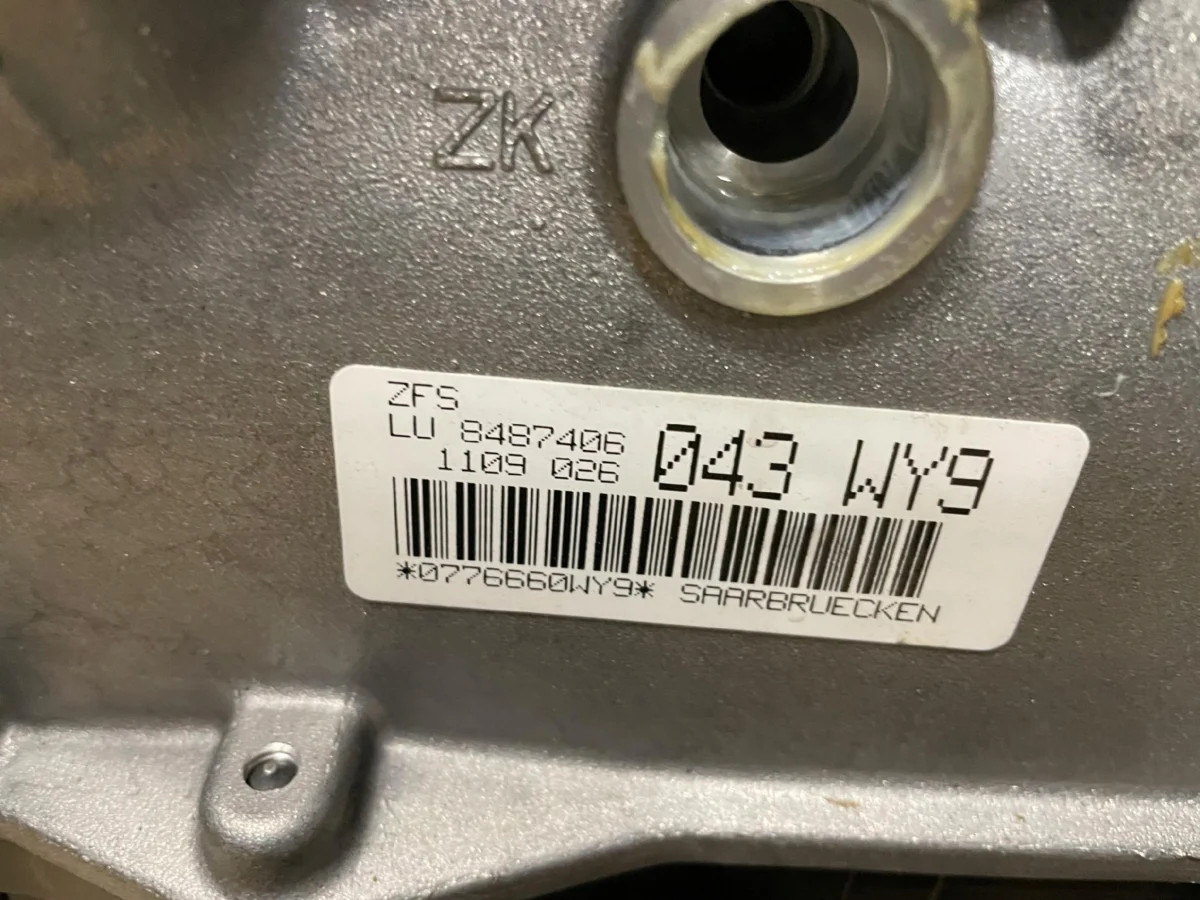 ZK
ZFS
LU 8487406 043 WY9
1109 026
*0776660WY9* SAARBRUECKEN